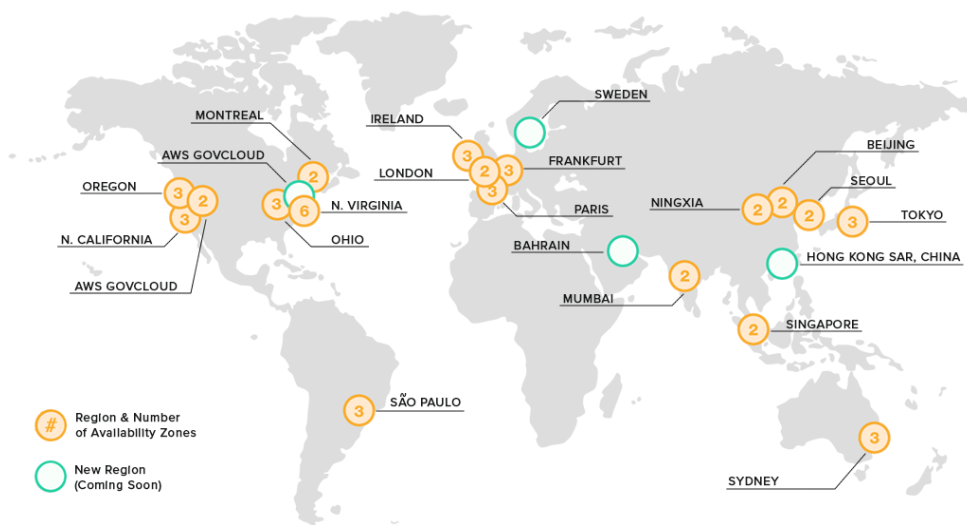 SWEDEN
MONTREAL
IRELAND
BEIJING
AWS GOVCLOUD
3
3
FRANKFURT
LONDON
2
2
SEOUL
OREGON
3
2
3
6
N. VIRGINIA
3
PARIS
NINGXIA
2
2
2
3
TOKYO
N. CALIFORNIA
3
OHIO
BAHRAIN
HONG KONG SAR, CHINA
AWS GOVCLOUD
2
MUMBAI
2
SINGAPORE
3
SÃO PAULO
# Region & Number
of Availability Zones
3
New Region
(Coming Soon)
SYDNEY